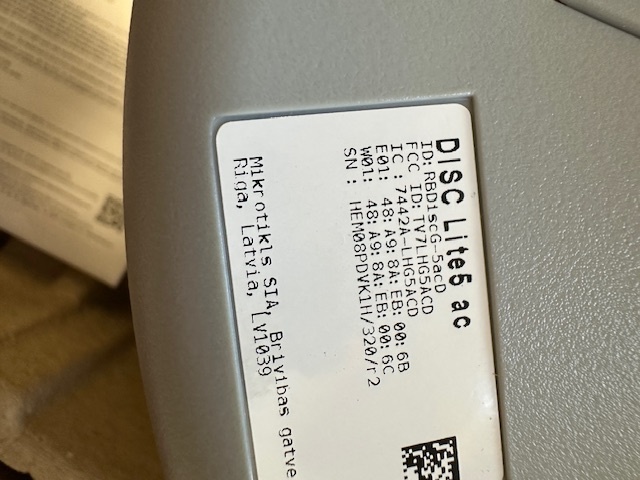 DISC Lite5 ac
ID: RBDiscG-5acD
FCC ID: TV7LHG5ACD
IC : 7442A-LHG5ACD
E01: 48:A9:8A:EB:00:6B
W01: 48:A9:8A:EB:00:6C
SN : HEM08PDVK1H/320/r2
Mikrotikls SIA, Brivibas gatve
Riga, Latvia, LV1039